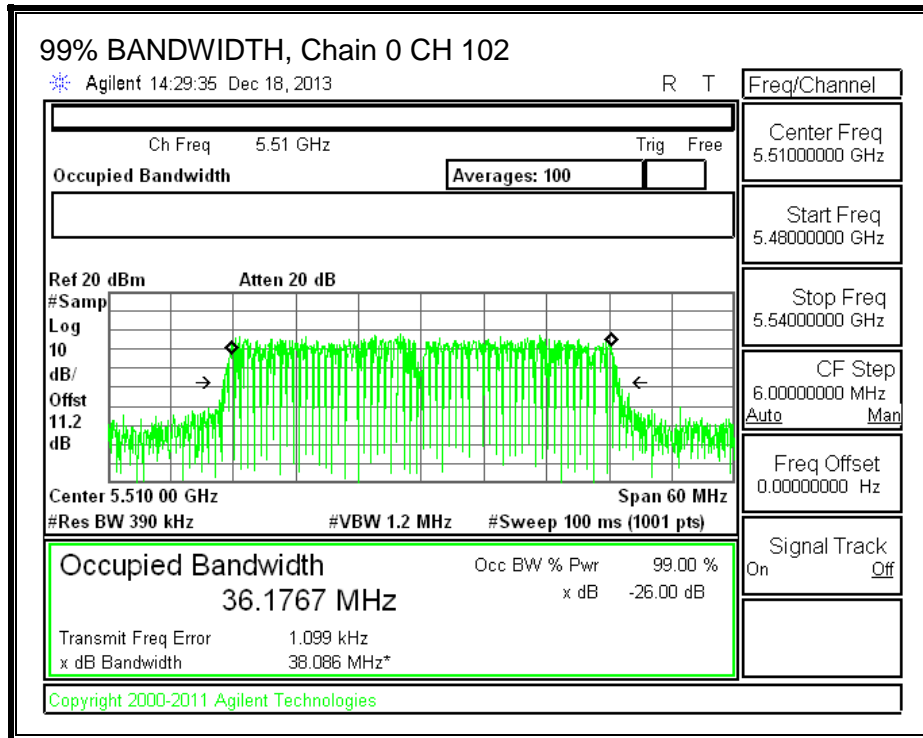 99% BANDWIDTH, Chain 0 CH 102
Agilent 14:29:35 Dec 18, 2013 R T
Freq/Channel
Ch Freq 5.51 GHz Trig Free
Occupied Bandwidth Averages: 100
Center Freq
5.51000000 GHz
Start Freq
5.48000000 GHz
Stop Freq
5.54000000 GHz
CF Step
6.00000000 MHz
Auto Man
Freq Offset
0.00000000 Hz
Signal Track
On Off
Ref 20 dBm Atten 20 dB
#Samp
Log
10
dB/
Offst
11.2
dB
Center 5.510 00 GHz Span 60 MHz
#Res BW 390 kHz #VBW 1.2 MHz #Sweep 100 ms (1001 pts)
Occupied Bandwidth
36.1767 MHz
Occ BW % Pwr 99.00 %
x dB -26.00 dB
Transmit Freq Error 1.099 kHz
x dB Bandwidth 38.086 MHz*
Copyright 2000-2011 Agilent Technologies